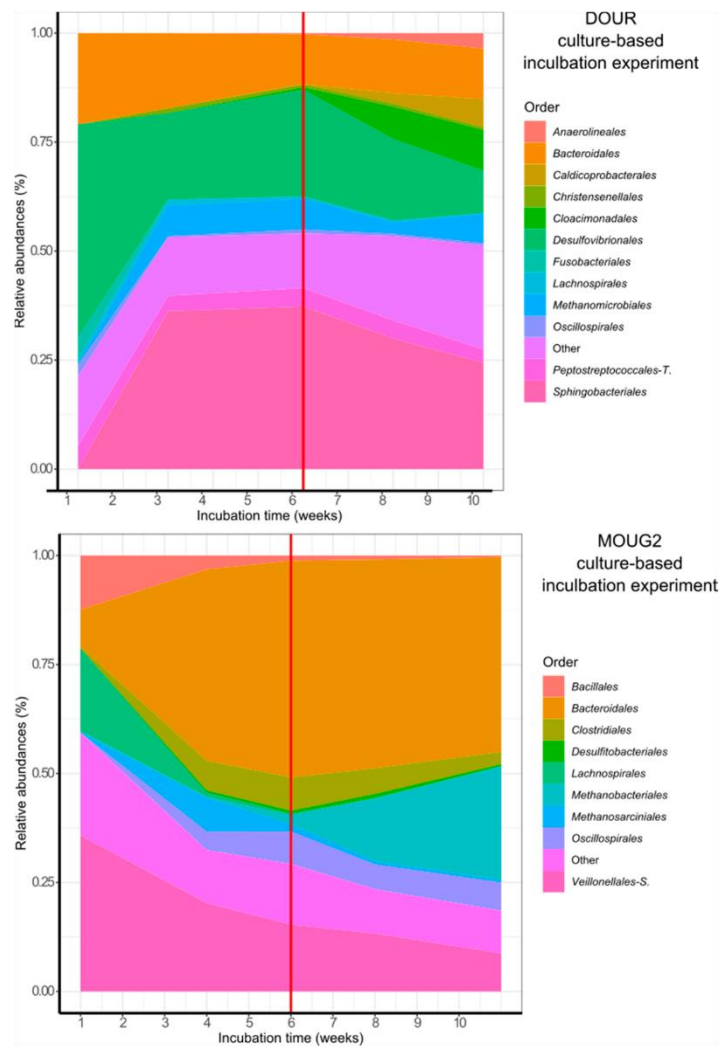 DOUR
culture-based
incubation experiment
1.00
0.75
0.50
0.25
0.00
Relative abundances (%)
1 2 3 4 5 6 7 8 9 10
Incubation time (weeks)
Order
Anaerolineales
Bacteroidales
Caldicoprobacterales
Christensenellales
Cloacimonadales
Desulfovibrionales
Fusobacteriales
Lachnospirales
Methanomicrobiales
Oscillospirales
Other
Peptostreptococcales-T.
Sphingobacteriales
MOUG2
culture-based
inculbation experiment
1.00
0.75
0.50
0.25
0.00
Relative abundances (%)
1 2 3 4 5 6 7 8 9 10
Incubation time (weeks)
Order
Bacillales
Bacteroidales
Clostridiales
Desulfitobacteriales
Lachnospirales
Methanobacteriales
Methanosarciniales
Oscillospirales
Other
Veillonellales-S.